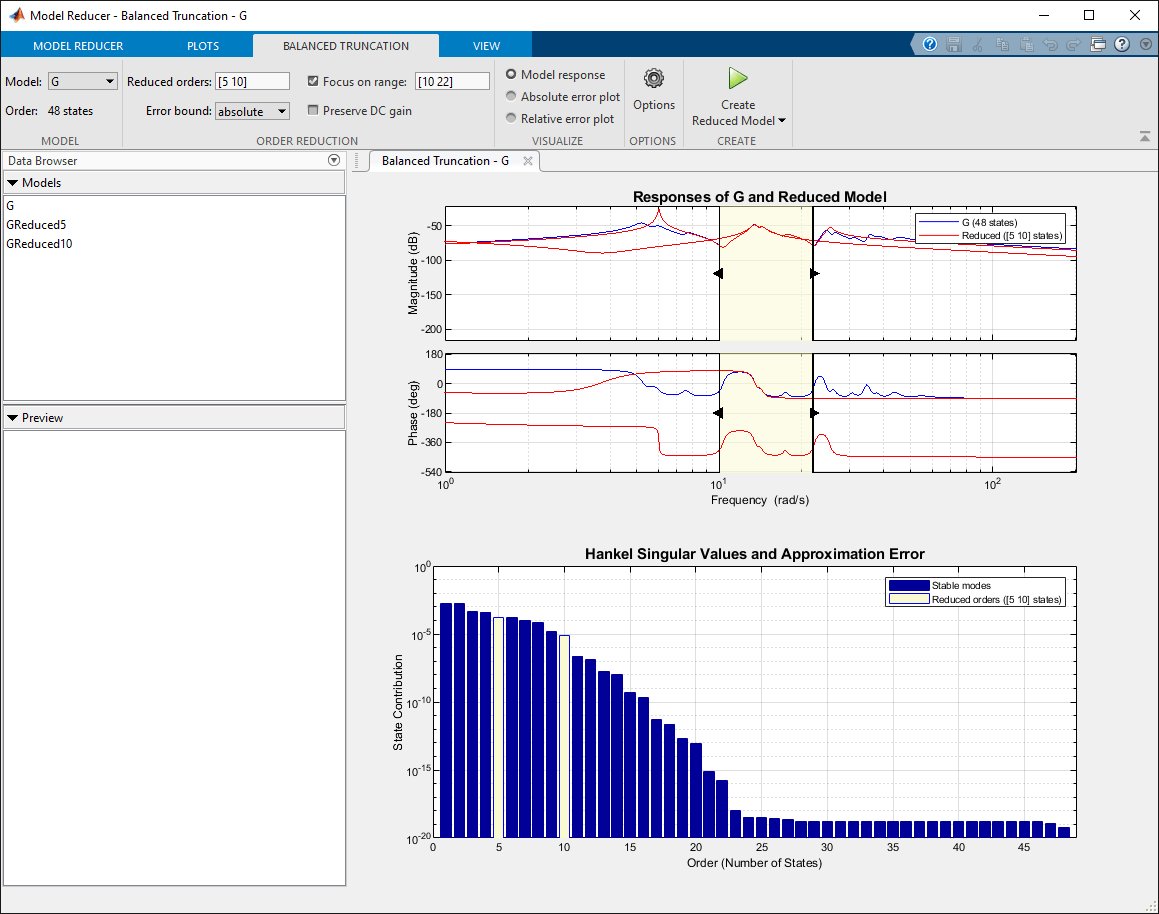 Model Reducer - Balanced Truncation - G
MODEL REDUCER PLOTS BALANCED TRUNCATION VIEW
Model: G Reduced orders: [5 10] Focus on range: [10 22] Model response
Order: 48 states Error bound: absolute Preserve DC gain Absolute error plot
Relative error plot
Options
Create
Reduced Model
MODEL ORDER REDUCTION VISUALIZE OPTIONS CREATE
Data Browser
Models
G
GReduced5
GReduced10
Preview
Balanced Truncation - G
Responses of G and Reduced Model
G (48 states)
Reduced ([5 10] states)
Magnitude (dB)
-50
-100
-150
-200
Phase (deg)
180
0
-180
-360
-540
10^0 10^1 10^2
Frequency (rad/s)
Hankel Singular Values and Approximation Error
Stable modes
Reduced orders ([5 10] states)
State Contribution
10^0
10^-5
10^-10
10^-15
10^-20
0 5 10 15 20 25 30 35 40 45
Order (Number of States)